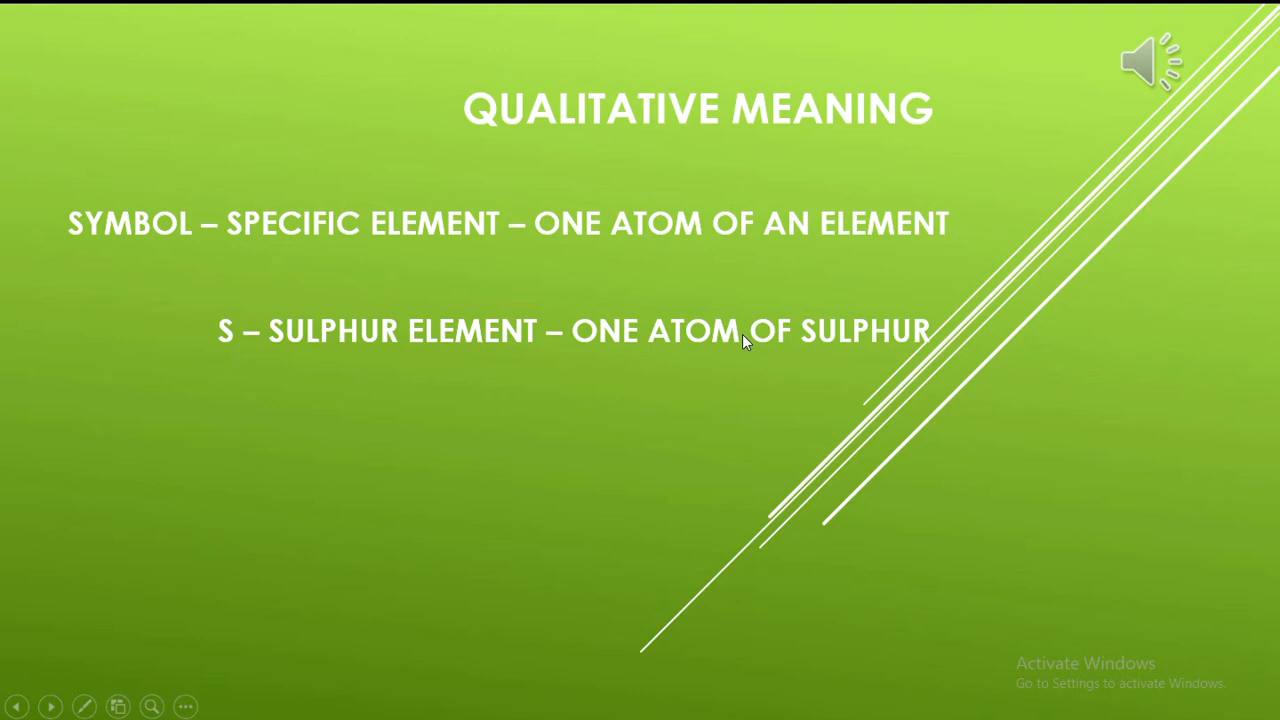 QUALITATIVE MEANING
SYMBOL – SPECIFIC ELEMENT – ONE ATOM OF AN ELEMENT
S – SULPHUR ELEMENT – ONE ATOM OF SULPHUR
Activate Windows
Go to Settings to activate Windows.